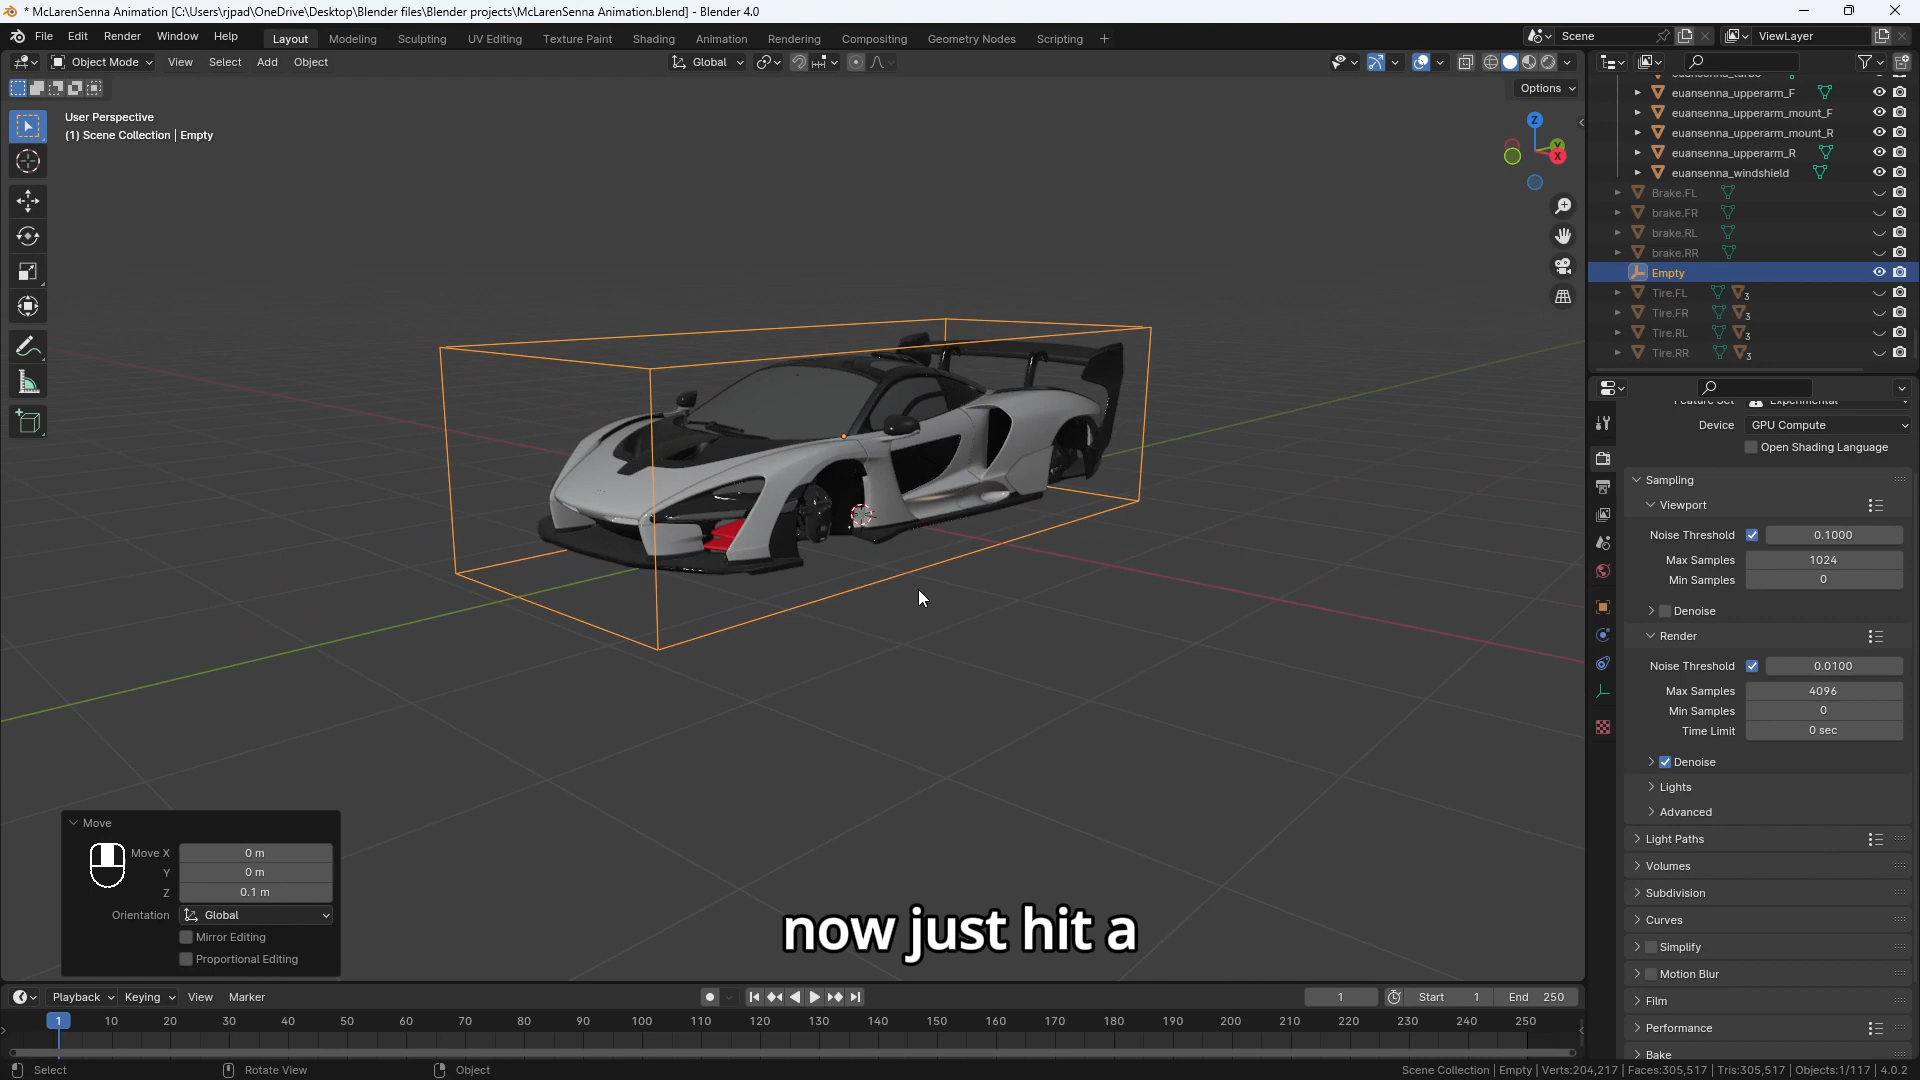 * McLarenSenna Animation [C:\Users\rjpad\OneDrive\Desktop\Blender files\Blender projects\McLarenSenna Animation.blend] - Blender 4.0
File Edit Render Window Help
Layout Modeling Sculpting UV Editing Texture Paint Shading Animation Rendering Compositing Geometry Nodes Scripting +
Scene
ViewLayer
Object Mode View Select Add Object
Global
Options
User Perspective
(1) Scene Collection | Empty
Z
Y
X
euansenna_turbo
euansenna_upperarm_F
euansenna_upperarm_mount_F
euansenna_upperarm_mount_R
euansenna_upperarm_R
euansenna_windshield
Brake.FL
brake.FR
brake.RL
brake.RR
Empty
Tire.FL 3
Tire.FR 3
Tire.RL 3
Tire.RR 3
Feature Set Experimental
Device GPU Compute
Open Shading Language
Sampling
Viewport
Noise Threshold 0.1000
Max Samples 1024
Min Samples 0
Denoise
Render
Noise Threshold 0.0100
Max Samples 4096
Min Samples 0
Time Limit 0 sec
Denoise
Lights
Advanced
Light Paths
Volumes
Subdivision
Curves
Simplify
Motion Blur
Film
Performance
Bake
Move
Move X 0 m
Y 0 m
Z 0.1 m
Orientation Global
Mirror Editing
Proportional Editing
now just hit a
Playback Keying View Marker
1 Start 1 End 250
1 10 20 30 40 50 60 70 80 90 100 110 120 130 140 150 160 170 180 190 200 210 220 230 240 250
Select Rotate View Object
Scene Collection | Empty | Verts:204,217 | Faces:305,517 | Tris:305,517 | Objects:1/117 | 4.0.2